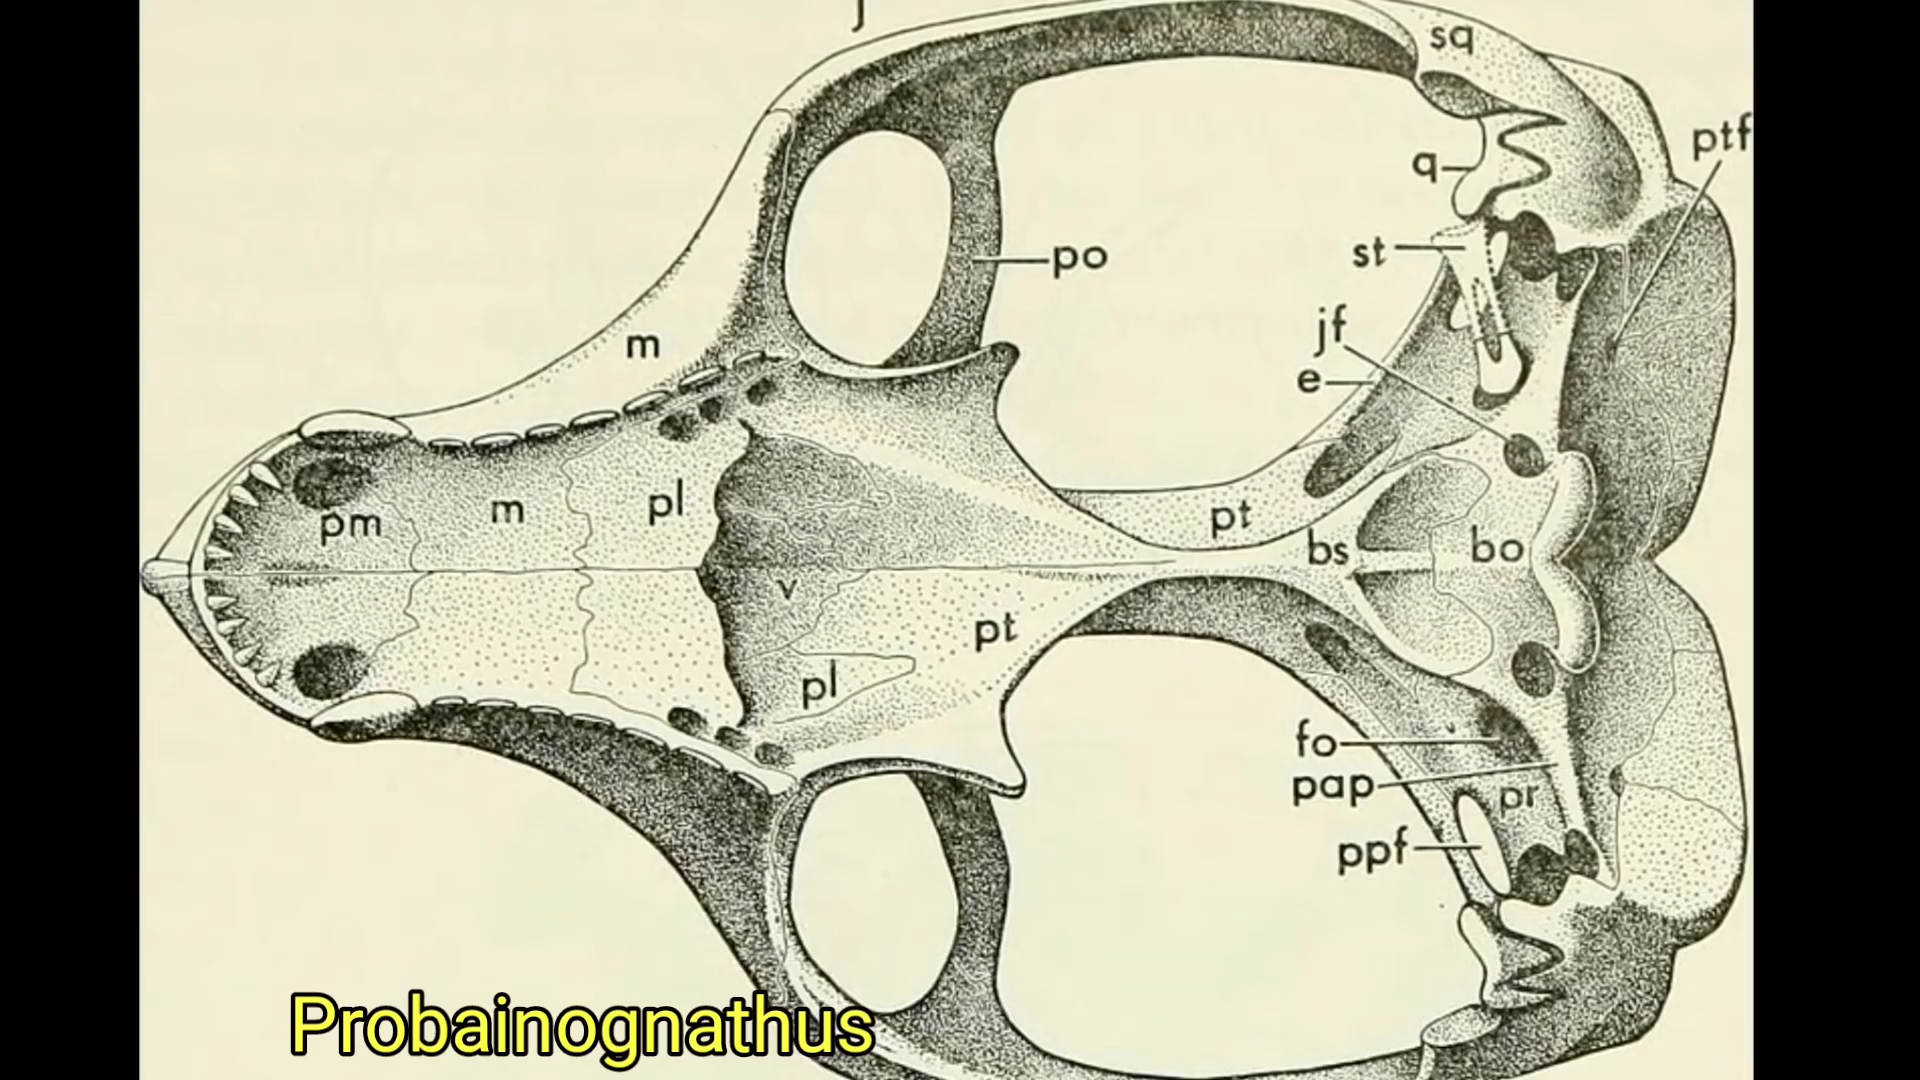 j
sq
ptf
q
po
st
m
jf
e
pl
m
pm
pt
bs
bo
v
pt
pl
fo
pap
pr
ppf
Probainognathus